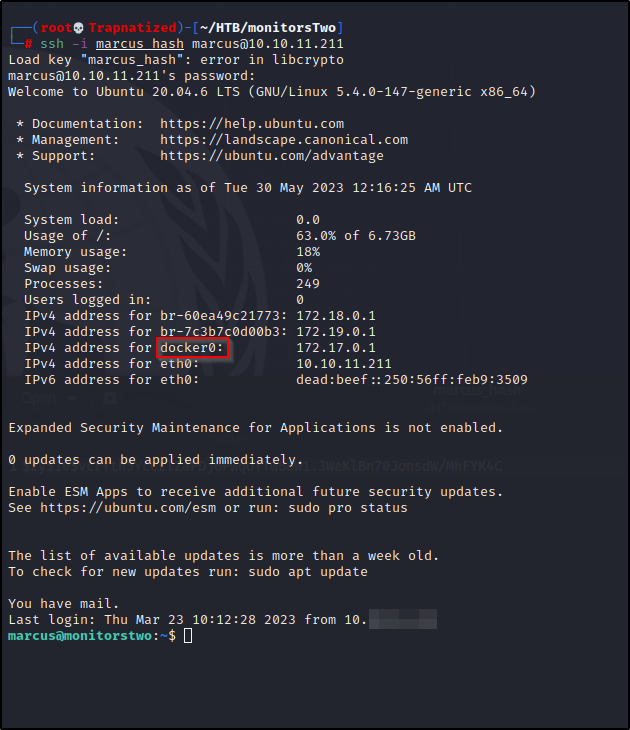 ┌──(root💀Trapnatized)-[~/HTB/monitorsTwo]
└─# ssh -i marcus_hash marcus@10.10.11.211
Load key "marcus_hash": error in libcrypto
marcus@10.10.11.211's password:
Welcome to Ubuntu 20.04.6 LTS (GNU/Linux 5.4.0-147-generic x86_64)
* Documentation: https://help.ubuntu.com
* Management: https://landscape.canonical.com
* Support: https://ubuntu.com/advantage
System information as of Tue 30 May 2023 12:16:25 AM UTC
System load: 0.0
Usage of /: 63.0% of 6.73GB
Memory usage: 18%
Swap usage: 0%
Processes: 249
Users logged in: 0
IPv4 address for br-60ea49c21773: 172.18.0.1
IPv4 address for br-7c3b7c0d00b3: 172.19.0.1
IPv4 address for docker0: 172.17.0.1
IPv4 address for eth0: 10.10.11.211
IPv6 address for eth0: dead:beef::250:56ff:feb9:3509
Expanded Security Maintenance for Applications is not enabled.
0 updates can be applied immediately.
Enable ESM Apps to receive additional future security updates.
See https://ubuntu.com/esm or run: sudo pro status
The list of available updates is more than a week old.
To check for new updates run: sudo apt update
You have mail.
Last login: Thu Mar 23 10:12:28 2023 from 10.
marcus@monitorstwo:~$